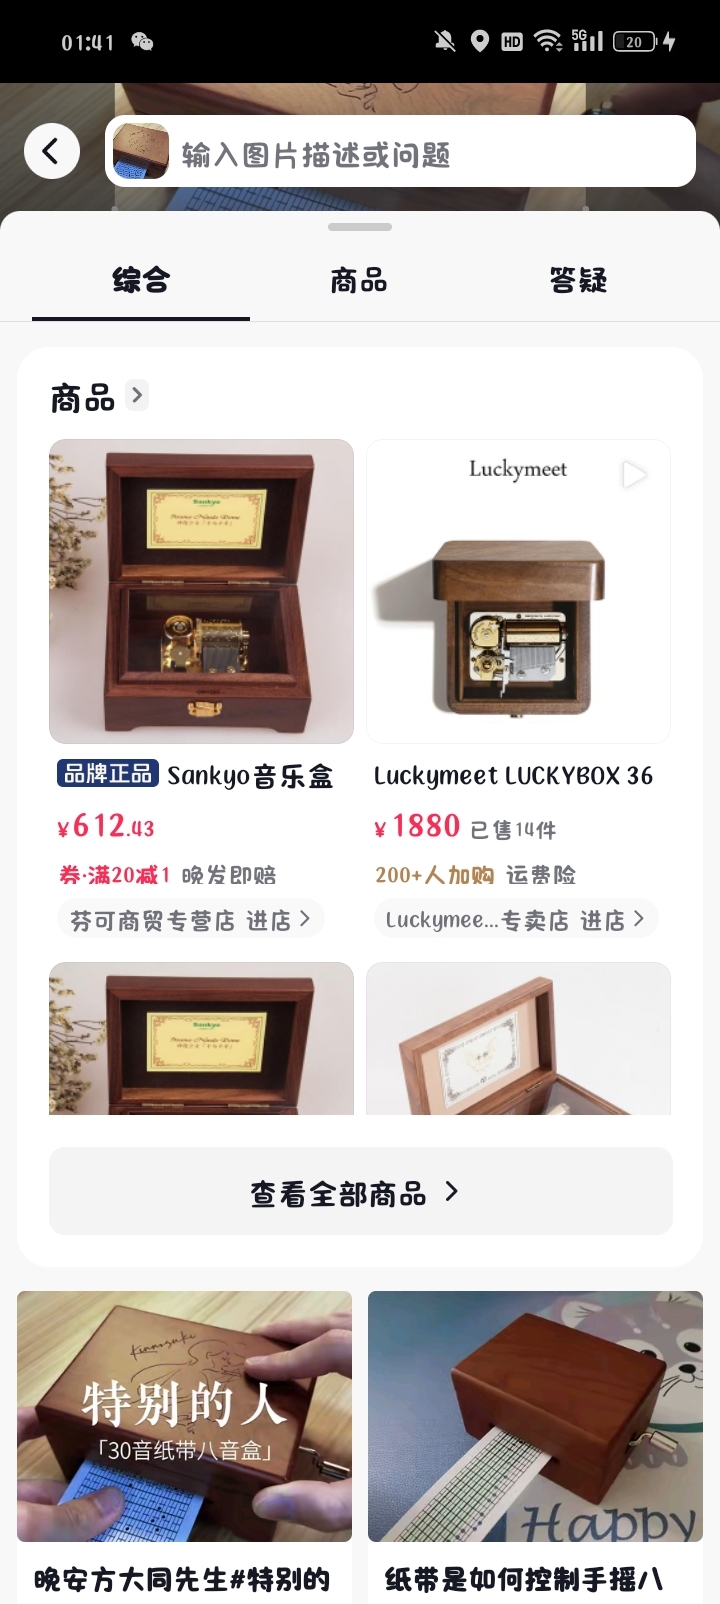 01:41
HD
5G
20
输入图片描述或问题
综合
商品
答疑
商品
Sankyo
Luckymeet
品牌正品 Sankyo音乐盒
Luckymeet LUCKYBOX 36
¥612.43
¥1880 已售14件
券·满20减1 晚发即赔
200+人加购 运费险
芬可商贸专营店 进店
Luckymee...专卖店 进店
Sankyo
查看全部商品
特别的人
「30音纸带八音盒」
Happy
晚安方大同先生#特别的
纸带是如何控制手摇八